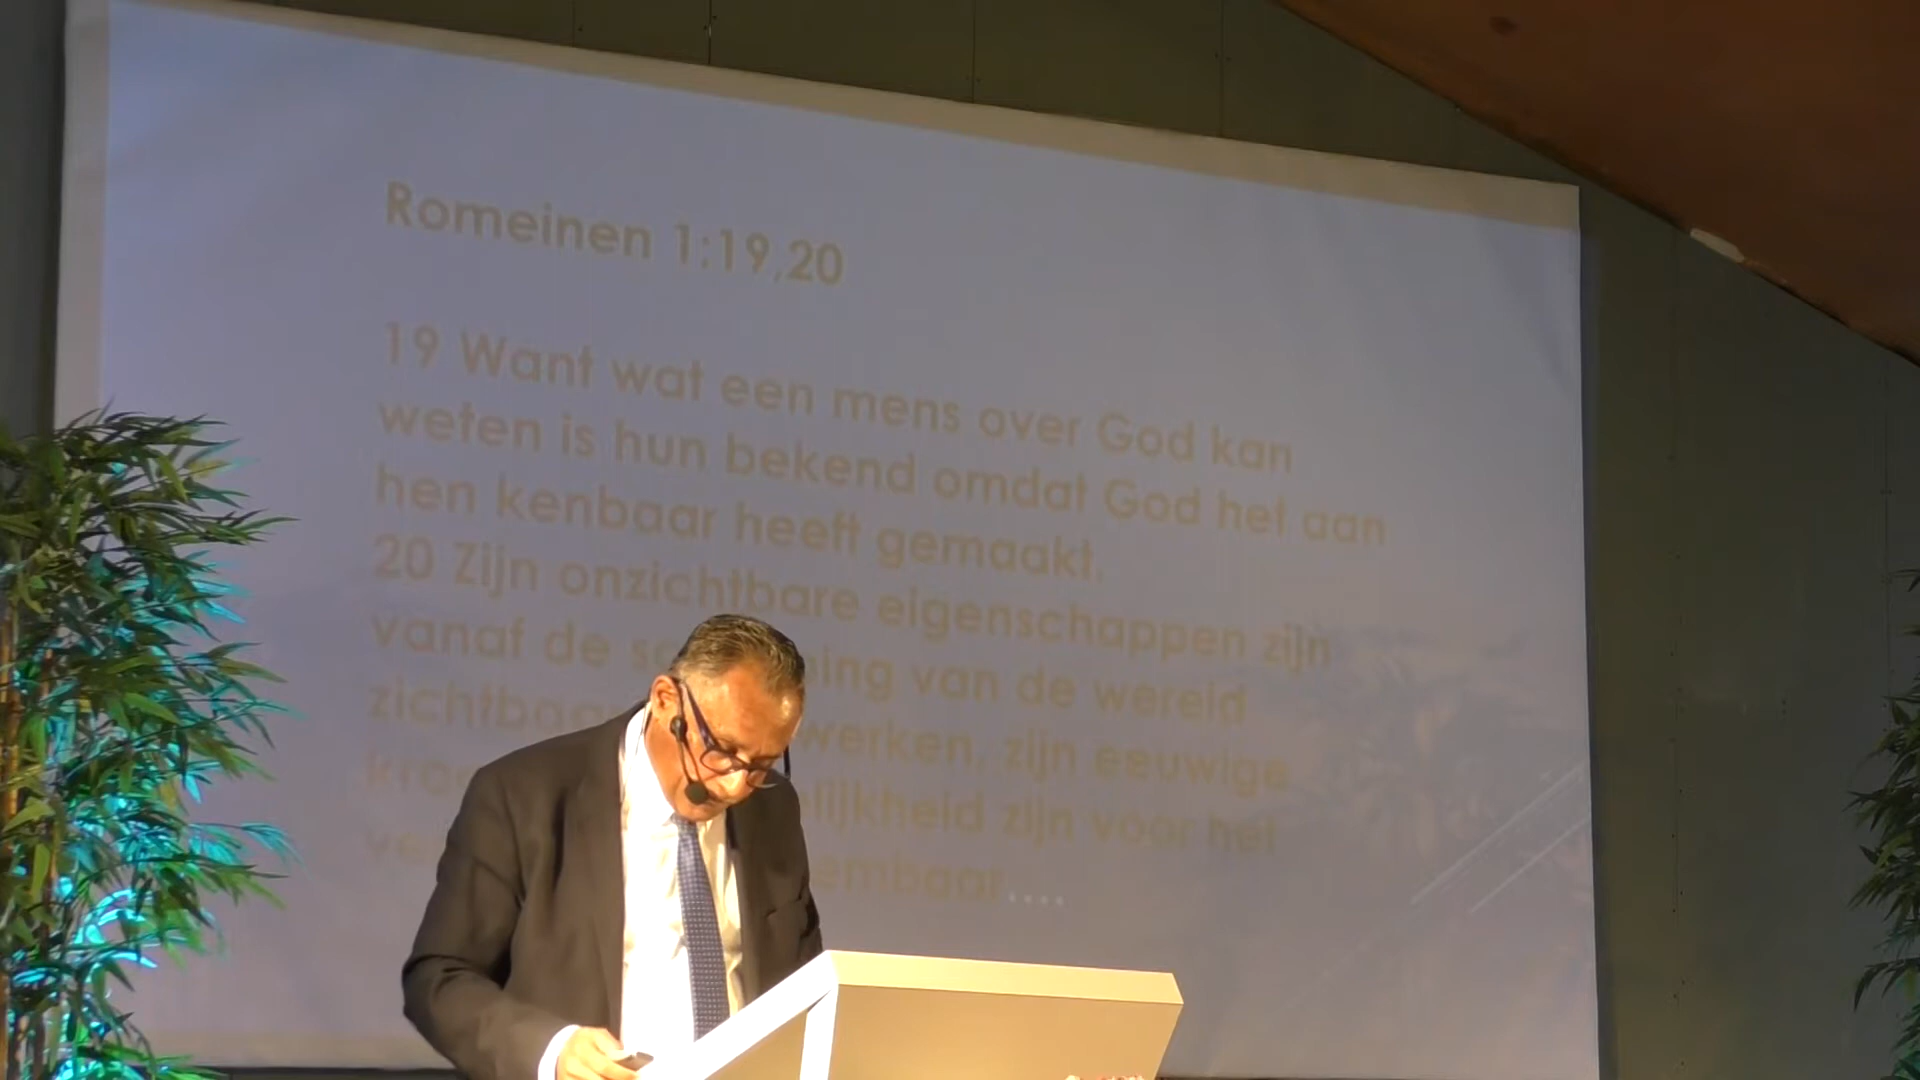 Romeinen 1:19,20
19 Want wat een mens over God kan
weten is hun bekend omdat God het aan
hen kenbaar heeft gemaakt.
20 Zijn onzichtbare eigenschappen zijn
vanaf de van de wereld
werken, zijn eeuwige
lijkheid zijn voor het
embaar....